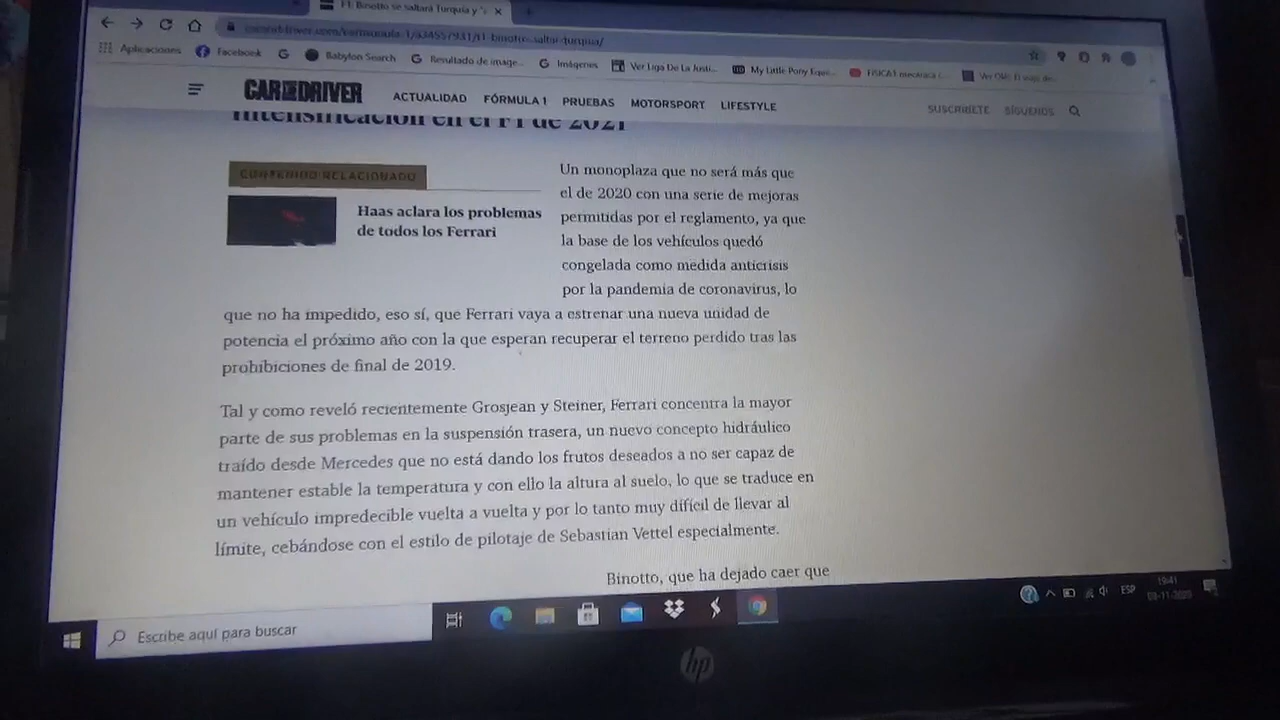 F1: Binotto se saltará Turquía y "
Aplicaciones Facebook G Babylon Search Resultado de image... Imágenes Ver Liga De La Justi... My Little Pony Eques...
CAR AND DRIVER ACTUALIDAD FÓRMULA 1 PRUEBAS MOTORSPORT LIFESTYLE SUSCRIBETE SÍGUENOS
intensificación en el F1 de 2021
CONTENIDO RELACIONADO
Haas aclara los problemas
de todos los Ferrari
Un monoplaza que no será más que
el de 2020 con una serie de mejoras
permitidas por el reglamento, ya que
la base de los vehículos quedó
congelada como medida anticrisis
por la pandemia de coronavirus, lo
que no ha impedido, eso sí, que Ferrari vaya a estrenar una nueva unidad de
potencia el próximo año con la que esperan recuperar el terreno perdido tras las
prohibiciones de final de 2019.
Tal y como reveló recientemente Grosjean y Steiner, Ferrari concentra la mayor
parte de sus problemas en la suspensión trasera, un nuevo concepto hidráulico
traído desde Mercedes que no está dando los frutos deseados a no ser capaz de
mantener estable la temperatura y con ello la altura al suelo, lo que se traduce en
un vehículo impredecible vuelta a vuelta y por lo tanto muy difícil de llevar al
límite, cebándose con el estilo de pilotaje de Sebastian Vettel especialmente.
Binotto, que ha dejado caer que
Escribe aquí para buscar
ESP 19:41
hp